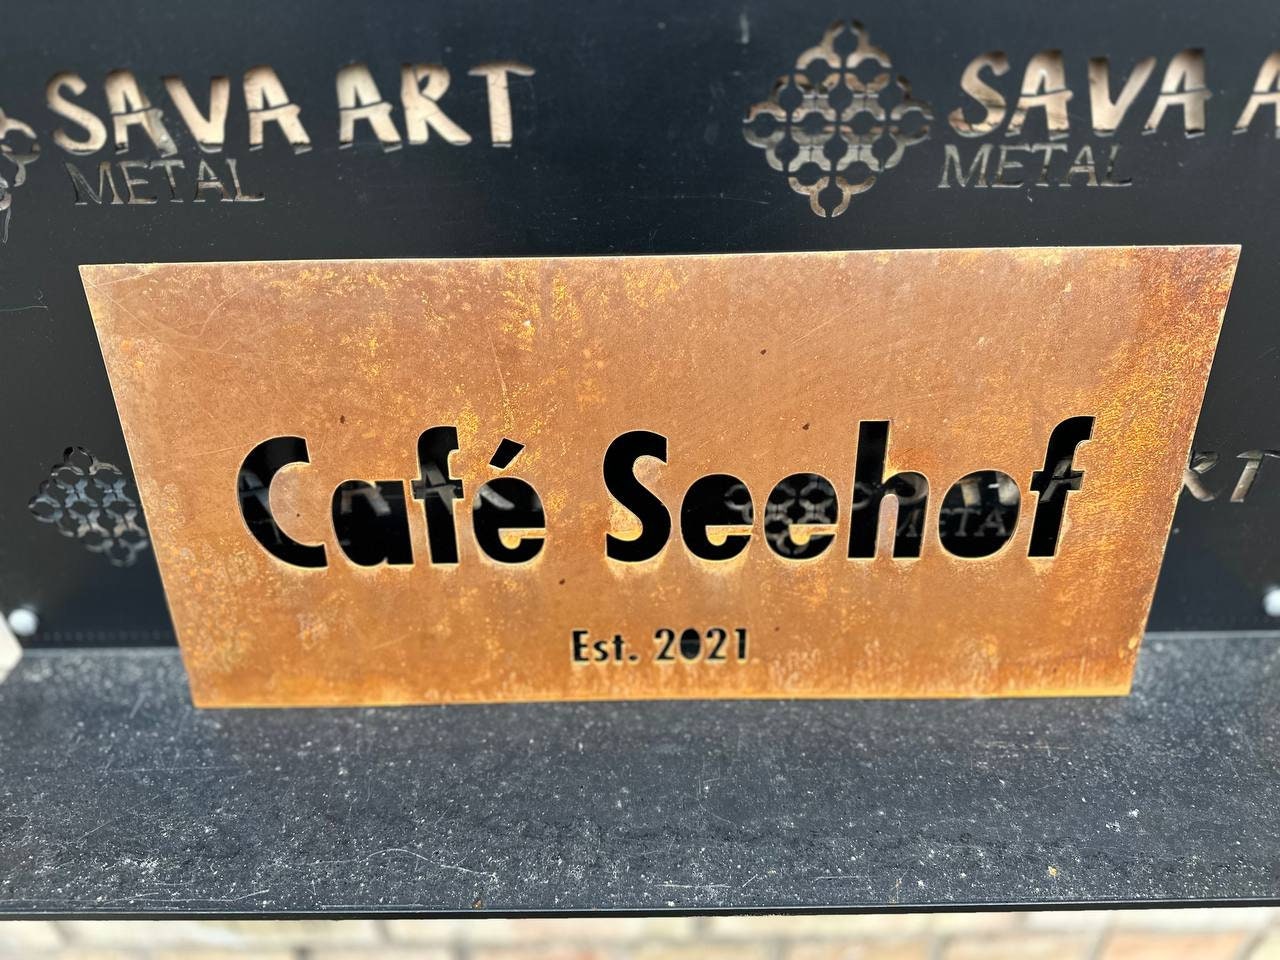 SAVA ART
METAL
SAVA A
METAL
Café Seehof
Est. 2021